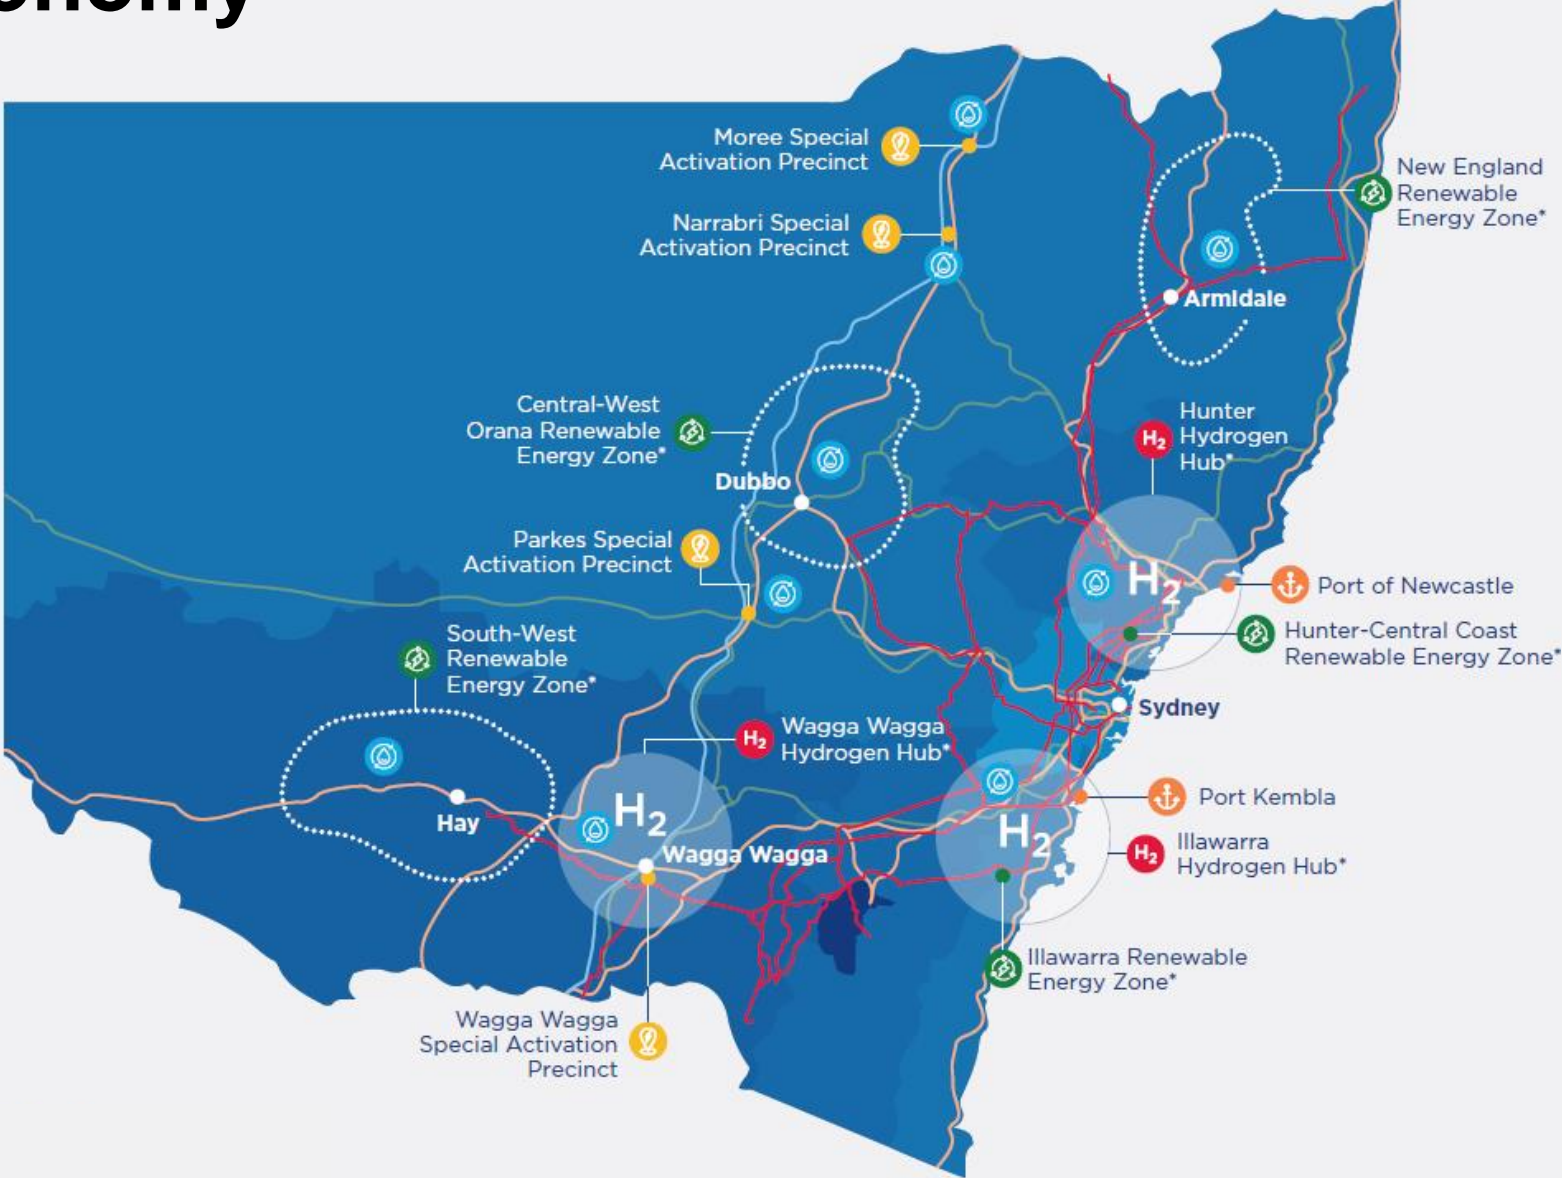 Moree Special
Activation Precinct
Narrabri Special
Activation Precinct
New England
Renewable
Energy Zone*
Armidale
Central-West
Orana Renewable
Energy Zone*
Dubbo
Hunter
H2 Hydrogen
Hub*
Parkes Special
Activation Precinct
H2
Port of Newcastle
Hunter-Central Coast
Renewable Energy Zone*
South-West
Renewable
Energy Zone*
Sydney
H2 Wagga Wagga
Hydrogen Hub*
Port Kembla
Hay
H2
Wagga Wagga
H2
H2 Illawarra
Hydrogen Hub*
Illawarra Renewable
Energy Zone*
Wagga Wagga
Special Activation
Precinct